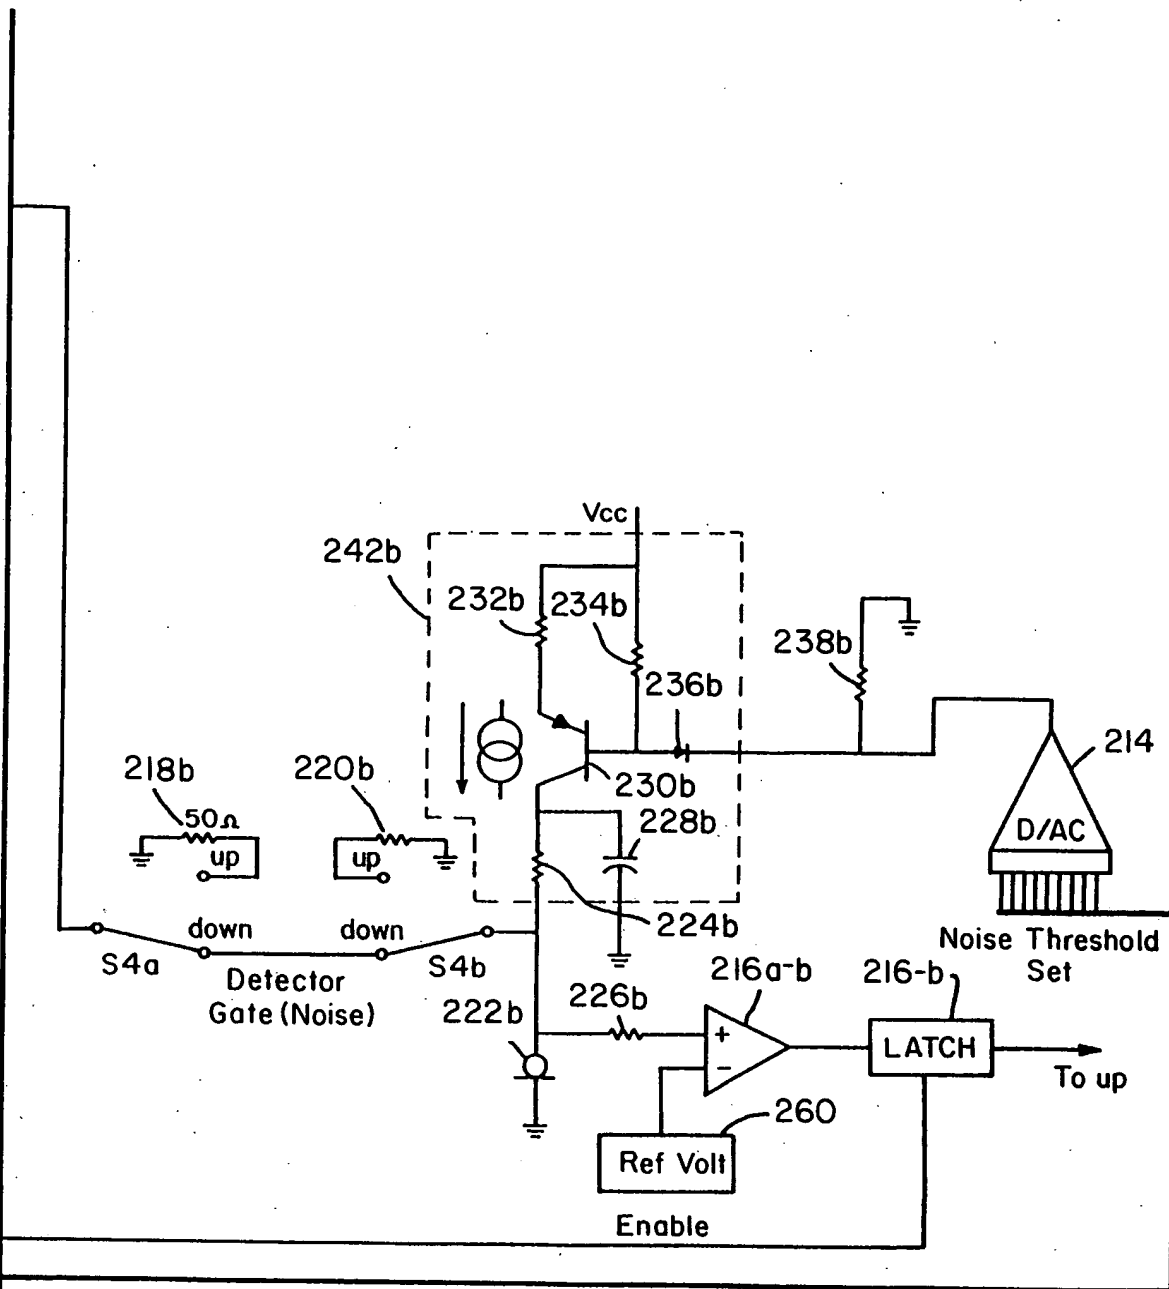 Vcc
242b
232b
234b
238b
236b
214
218b
220b
230b
50Ω
228b
D/AC
up
up
down
down
224b
Noise Threshold
Set
S4a
S4b
Detector
Gate (Noise)
216a-b
216-b
226b
222b
+
−
LATCH
To up
260
Ref Volt
Enable